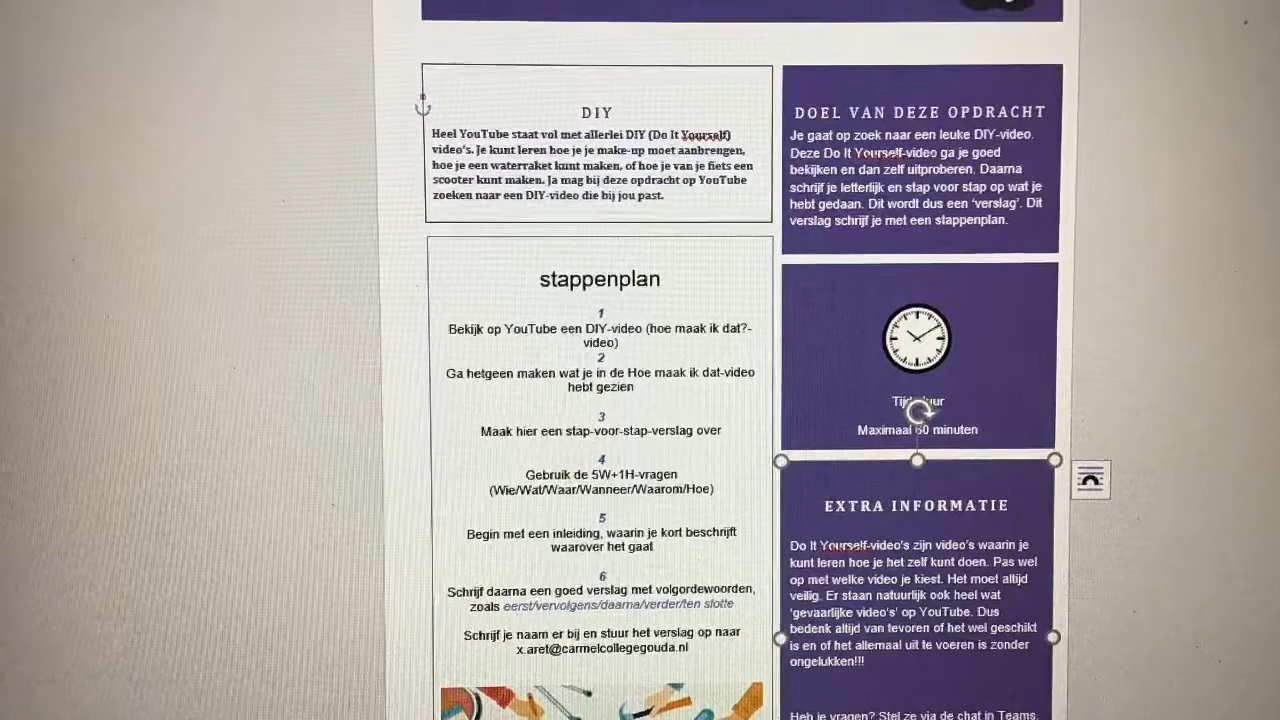 DIY
Heel YouTube staat vol met allerlei DIY (Do It Yourself)
video's. Je kunt leren hoe je je make-up moet aanbrengen,
hoe je een waterraket kunt maken, of hoe je van je fiets een
scooter kunt maken. Ja mag bij deze opdracht op YouTube
zoeken naar een DIY-video die bij jou past.
stappenplan
1
Bekijk op YouTube een DIY-video (hoe maak ik dat?-
video)
2
Ga hetgeen maken wat je in de Hoe maak ik dat-video
hebt gezien
3
Maak hier een stap-voor-stap-verslag over
4
Gebruik de 5W+1H-vragen
(Wie/Wat/Waar/Wanneer/Waarom/Hoe)
5
Begin met een inleiding, waarin je kort beschrijft
waarover het gaat
6
Schrijf daarna een goed verslag met volgordewoorden,
zoals eerst/vervolgens/daarna/verder/ten slotte
Schrijf je naam er bij en stuur het verslag op naar
x.aret@carmelcollegegouda.nl
DOEL VAN DEZE OPDRACHT
Je gaat op zoek naar een leuke DIY-video.
Deze Do It Yourself-video ga je goed
bekijken en dan zelf uitproberen. Daarna
schrijf je letterlijk en stap voor stap op wat je
hebt gedaan. Dit wordt dus een 'verslag'. Dit
verslag schrijf je met een stappenplan.
Maximaal minuten
EXTRA INFORMATIE
Do It Yourself-video's zijn video's waarin je
kunt leren hoe je het zelf kunt doen. Pas wel
op met welke video je kiest. Het moet altijd
veilig. Er staan natuurlijk ook heel wat
'gevaarlijke video's' op YouTube. Dus
bedenk altijd van tevoren of het wel geschikt
is en of het allemaal uit te voeren is zonder
ongelukken!!!
Heb je vragen? Stel ze via de chat in Teams.